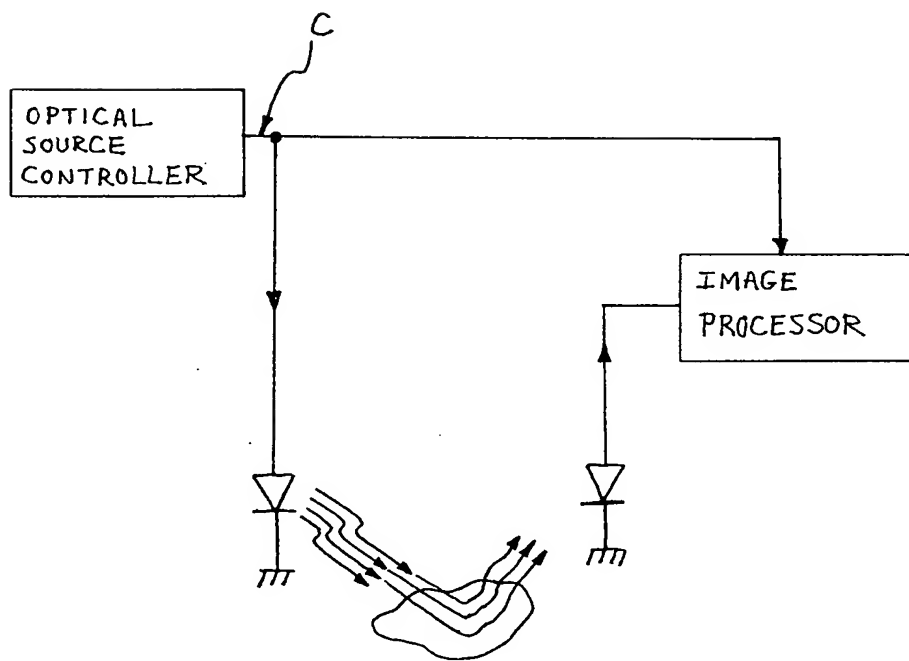 C
OPTICAL
SOURCE
CONTROLLER
IMAGE
PROCESSOR